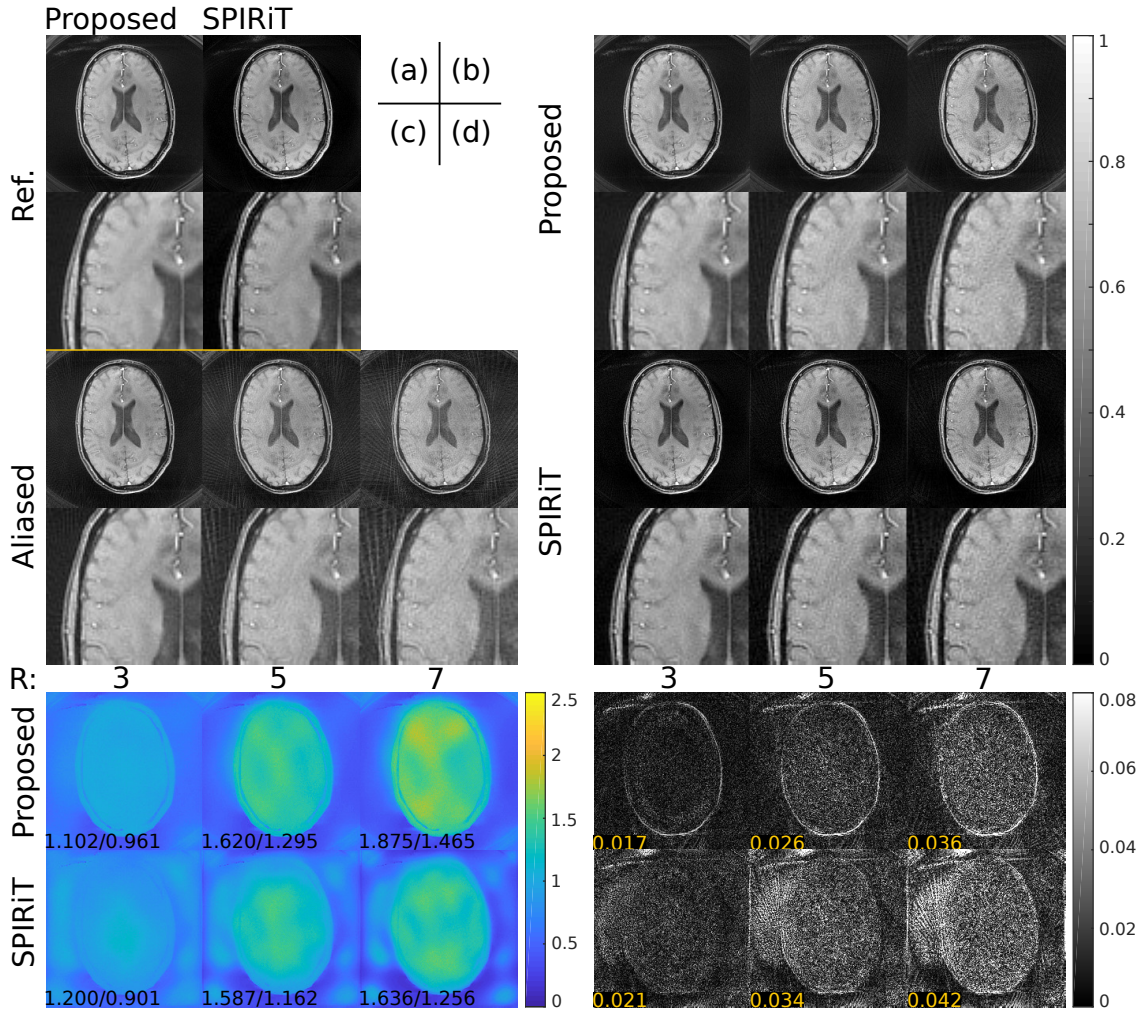 Proposed SPIRiT
Ref.
(a) (b)
(c) (d)
Proposed
1
0.8
0.6
0.4
0.2
0
Aliased
SPIRiT
R: 3 5 7
3 5 7
Proposed
1.102/0.961 1.620/1.295 1.875/1.465
SPIRiT
1.200/0.901 1.587/1.162 1.636/1.256
2.5
2
1.5
1
0.5
0
0.017 0.026 0.036
0.021 0.034 0.042
0.08
0.06
0.04
0.02
0